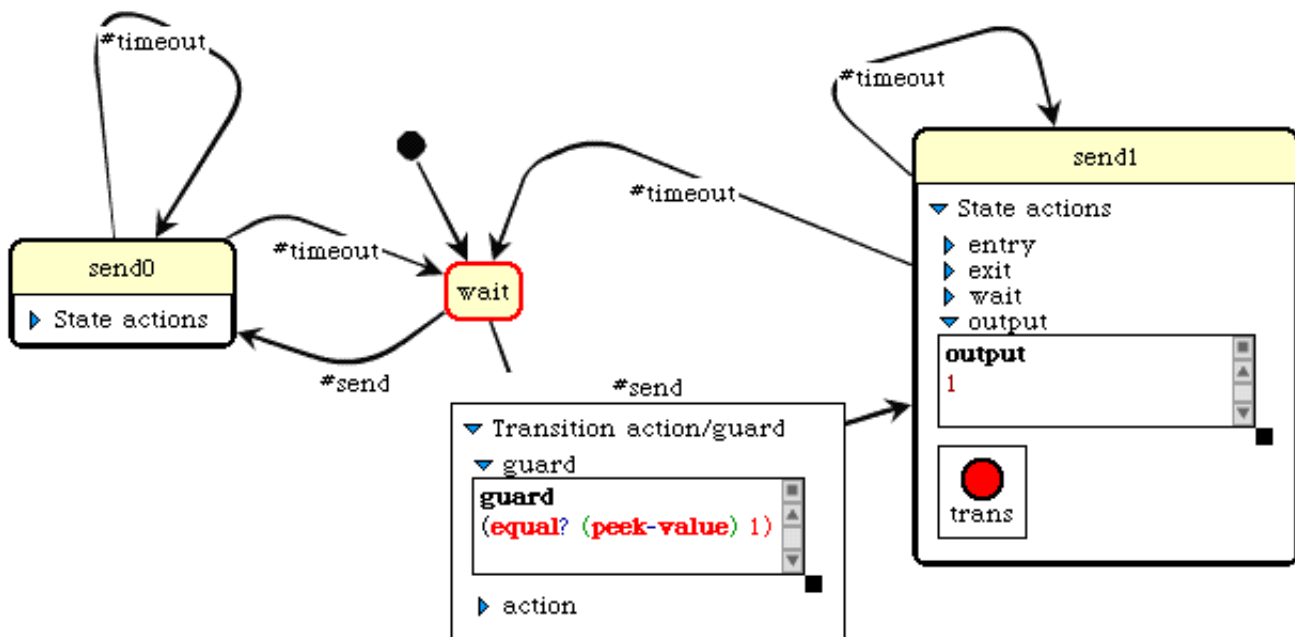 #timeout
#timeout
send1
#timeout
State actions
#timeout
entry
send0
exit
wait
wait
State actions
output
output
1
#send
#send
Transition action/guard
guard
guard
(equal? (peek-value) 1)
trans
action